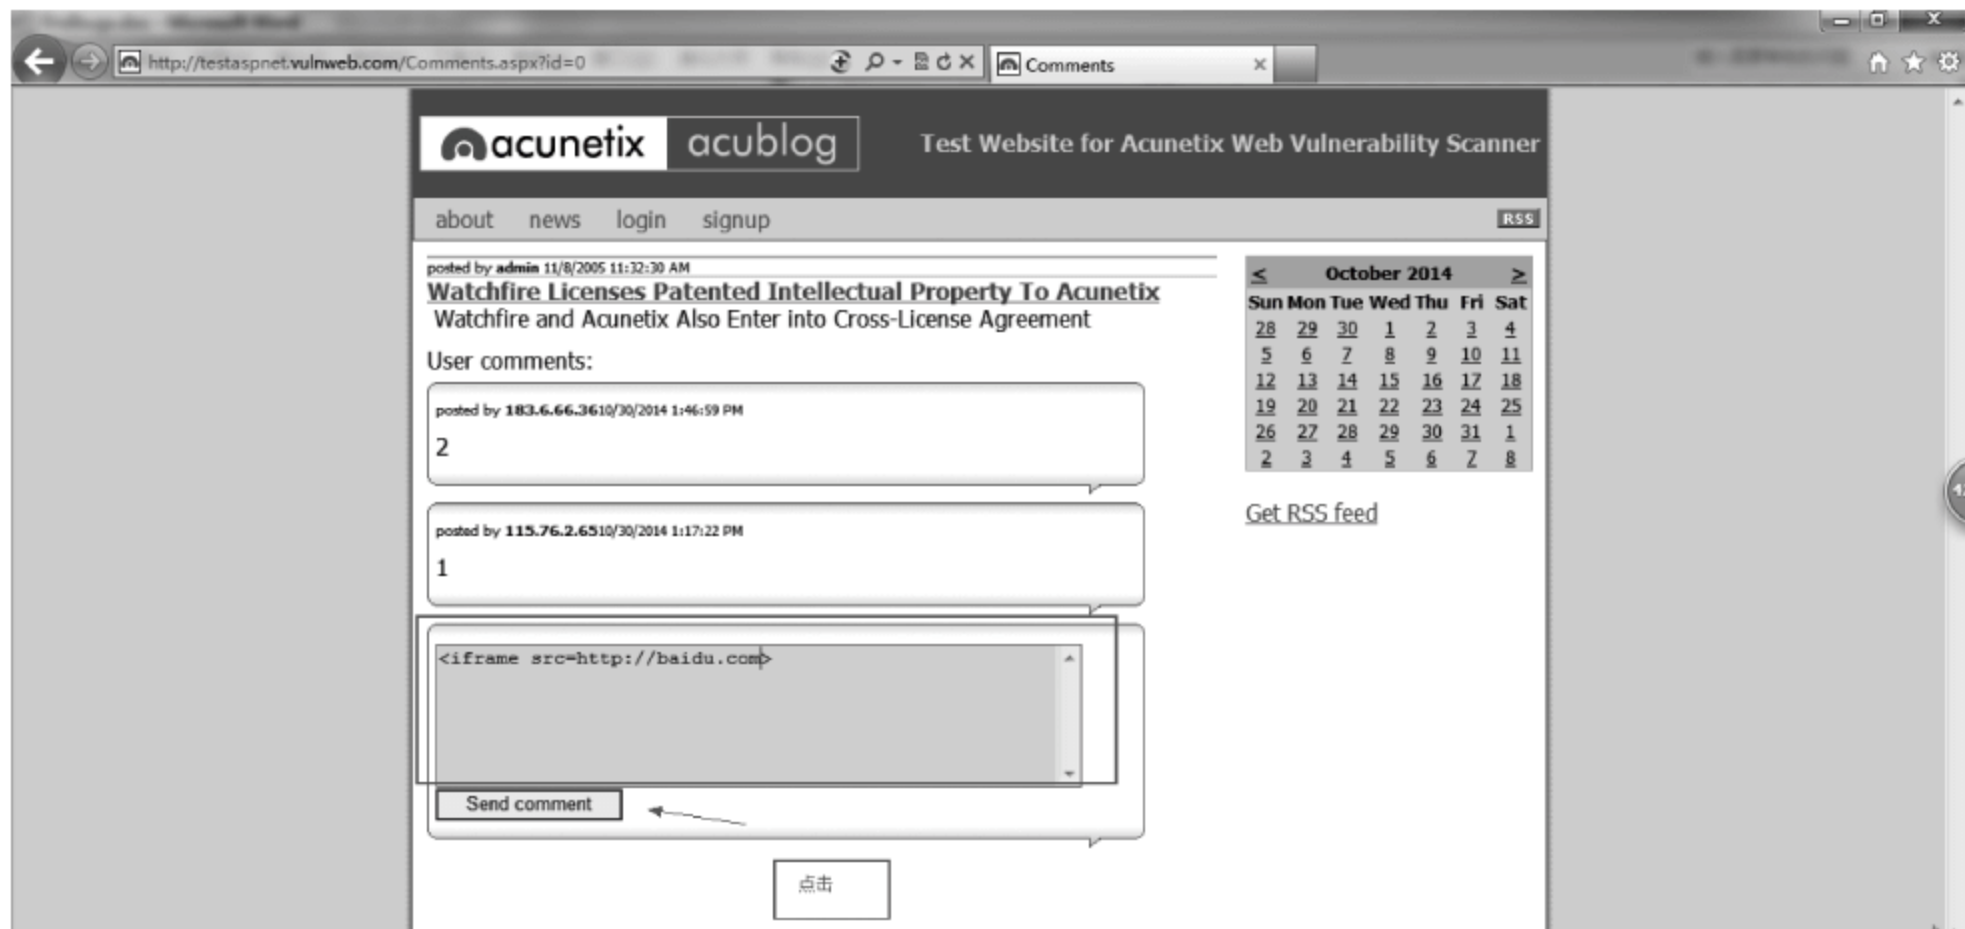 http://testaspnet.vulnweb.com/Comments.aspx?id=0
Comments
acunetix acublog
Test Website for Acunetix Web Vulnerability Scanner
about news login signup
RSS
posted by admin 11/8/2005 11:32:30 AM
Watchfire Licenses Patented Intellectual Property To Acunetix
Watchfire and Acunetix Also Enter into Cross-License Agreement
User comments:
posted by 183.6.66.3610/30/2014 1:46:59 PM
2
posted by 115.76.2.6510/30/2014 1:17:22 PM
1
<iframe src=http://baidu.com>
Send comment
点击
< October 2014 >
Sun Mon Tue Wed Thu Fri Sat
28 29 30 1 2 3 4
5 6 7 8 9 10 11
12 13 14 15 16 17 18
19 20 21 22 23 24 25
26 27 28 29 30 31 1
2 3 4 5 6 7 8
Get RSS feed